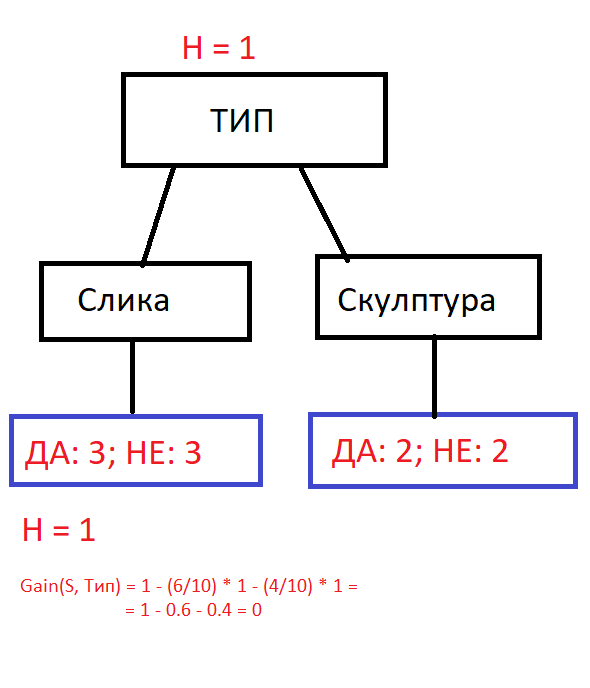 H = 1
ТИП
Слика
Скулптура
ДА: 3; НЕ: 3
ДА: 2; НЕ: 2
H = 1
Gain(S, Тип) = 1 - (6/10) * 1 - (4/10) * 1 =
= 1 - 0.6 - 0.4 = 0